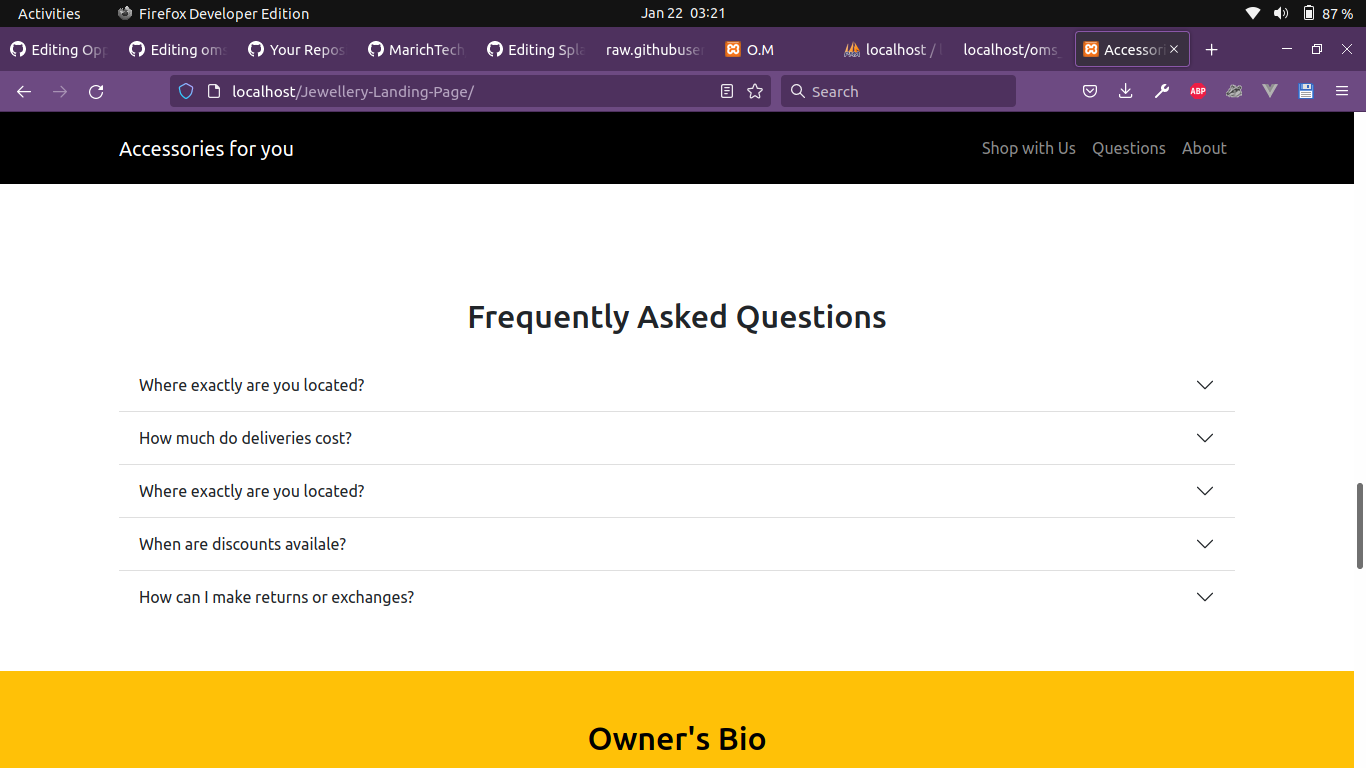 Activities Firefox Developer Edition Jan 22 03:21 87 %
Editing Opp Editing oms Your Repos MarichTech Editing Spla raw.githubuser O.M localhost / l localhost/oms_ Accessori
localhost/Jewellery-Landing-Page/ Search ABP
Accessories for you Shop with Us Questions About
Frequently Asked Questions
Where exactly are you located?
How much do deliveries cost?
Where exactly are you located?
When are discounts availale?
How can I make returns or exchanges?
Owner's Bio